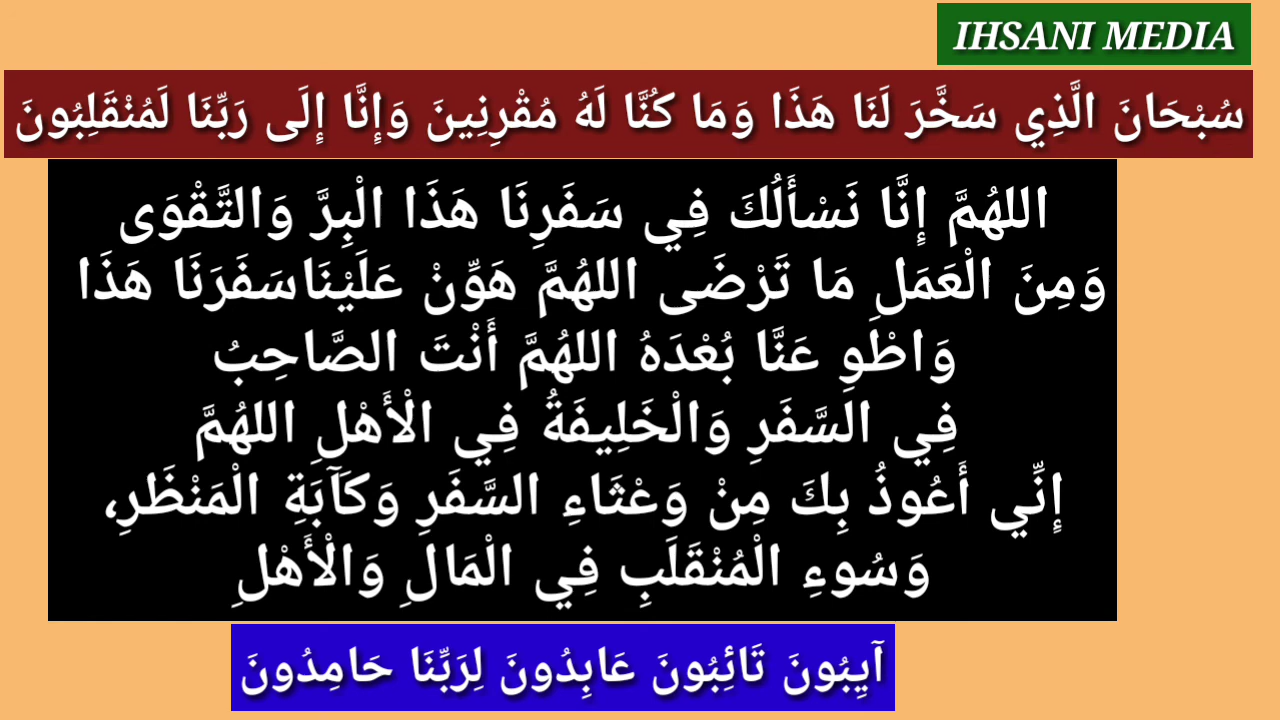 IHSANI MEDIA
سُبْحَانَ الَّذِي سَخَّرَ لَنَا هَذَا وَمَا كُنَّا لَهُ مُقْرِنِينَ وَإِنَّا إِلَى رَبِّنَا لَمُنْقَلِبُونَ
اللهُمَّ إِنَّا نَسْأَلُكَ فِي سَفَرِنَا هَذَا الْبِرَّ وَالتَّقْوَى
وَمِنَ الْعَمَلِ مَا تَرْضَى اللهُمَّ هَوِّنْ عَلَيْنَاسَفَرَنَا هَذَا
وَاطْوِ عَنَّا بُعْدَهُ اللهُمَّ أَنْتَ الصَّاحِبُ
فِي السَّفَرِ وَالْخَلِيفَةُ فِي الْأَهْلِ اللهُمَّ
إِنِّي أَعُوذُ بِكَ مِنْ وَعْثَاءِ السَّفَرِ وَكَآبَةِ الْمَنْظَرِ،
وَسُوءِ الْمُنْقَلَبِ فِي الْمَالِ وَالْأَهْلِ
آيِبُونَ تَائِبُونَ عَابِدُونَ لِرَبِّنَا حَامِدُونَ